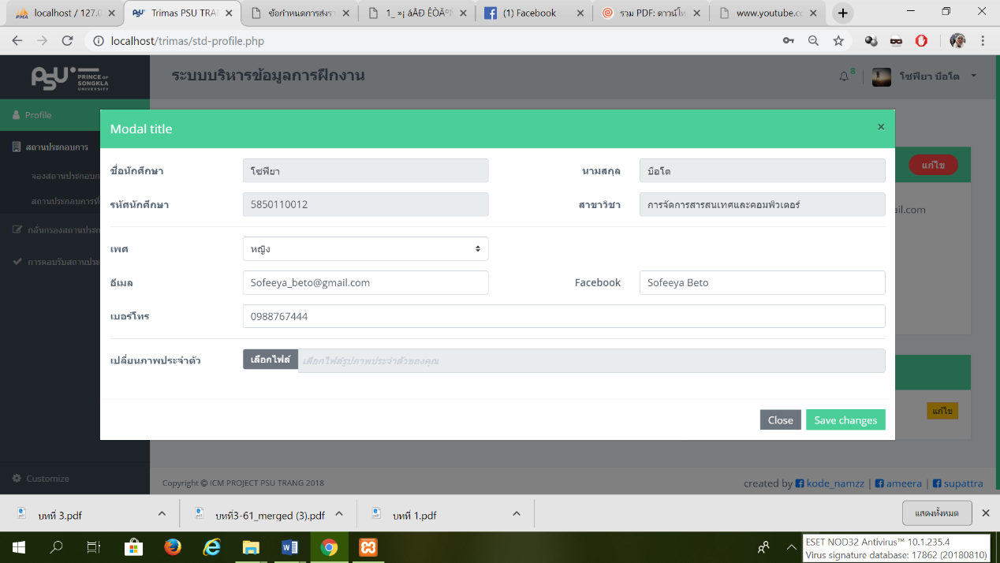 localhost / 127.0
Trimas PSU TRA
ข้อกำหนดการส่งร
(1) Facebook
รวม PDF: ดาวน์โห
www.youtube.co
localhost/trimas/std-profile.php
PSU PRINCE OF SONGKLA UNIVERSITY
ระบบบริหารข้อมูลการฝึกงาน
8
โซฟียา บือโต
Profile
สถานประกอบการ
จองสถานประกอบก
สถานประกอบการที่
กลั่นกรองสถานประก
การตอบรับสถานประ
Modal title
ชื่อนักศึกษา โซฟียา นามสกุล บือโต
รหัสนักศึกษา 5850110012 สาขาวิชา การจัดการสารสนเทศและคอมพิวเตอร์
เพศ หญิง
อีเมล Sofeeya_beto@gmail.com Facebook Sofeeya Beto
เบอร์โทร 0988767444
เปลี่ยนภาพประจำตัว เลือกไฟล์ เลือกไฟล์รูปภาพประจำตัวของคุณ
Close Save changes
แก้ไข
ail.com
แก้ไข
Customize
Copyright © ICM PROJECT PSU TRANG 2018
created by kode_namzz | ameera | supattra
บทที่ 3.pdf
บทที่3-61_merged (3).pdf
บทที่ 1.pdf
แสดงทั้งหมด
ESET NOD32 Antivirus™ 10.1.235.4
Virus signature database: 17862 (20180810)